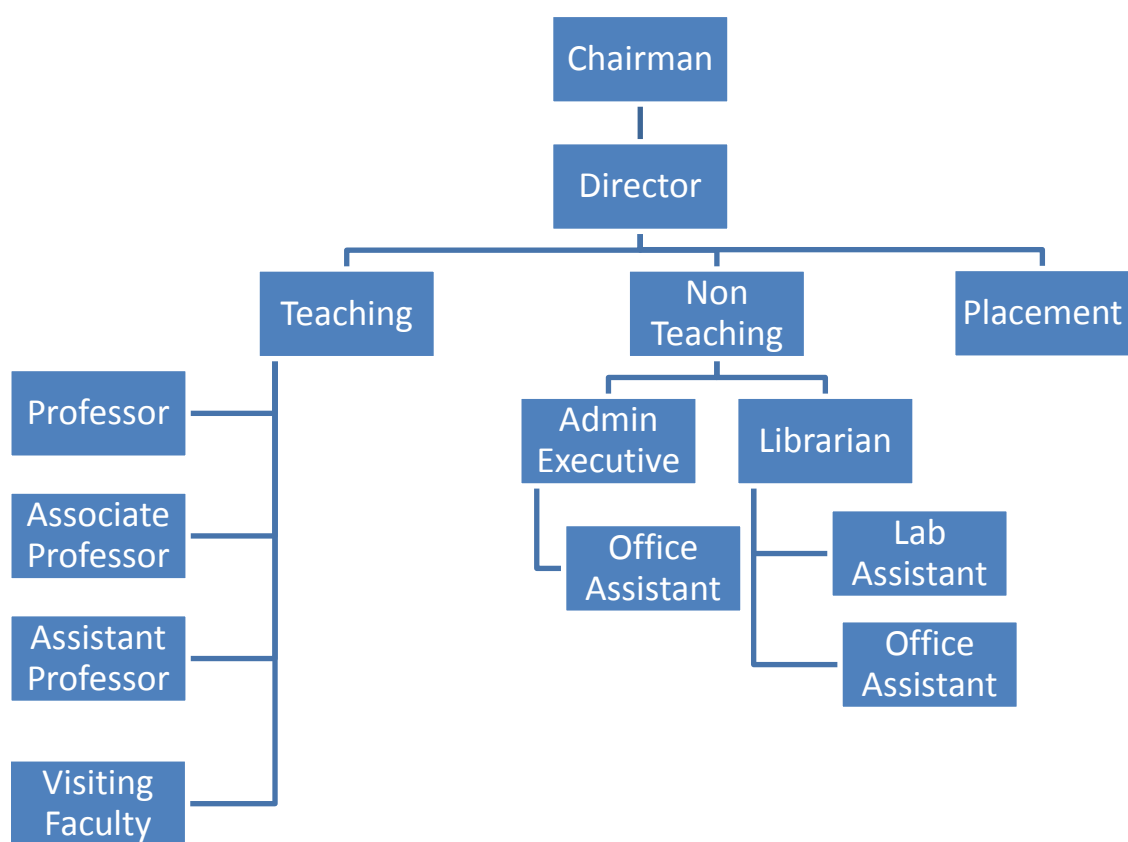 Chairman
Director
Teaching
Non
Teaching
Placement
Professor
Associate
Professor
Assistant
Professor
Visiting
Faculty
Admin
Executive
Office
Assistant
Librarian
Lab
Assistant
Office
Assistant